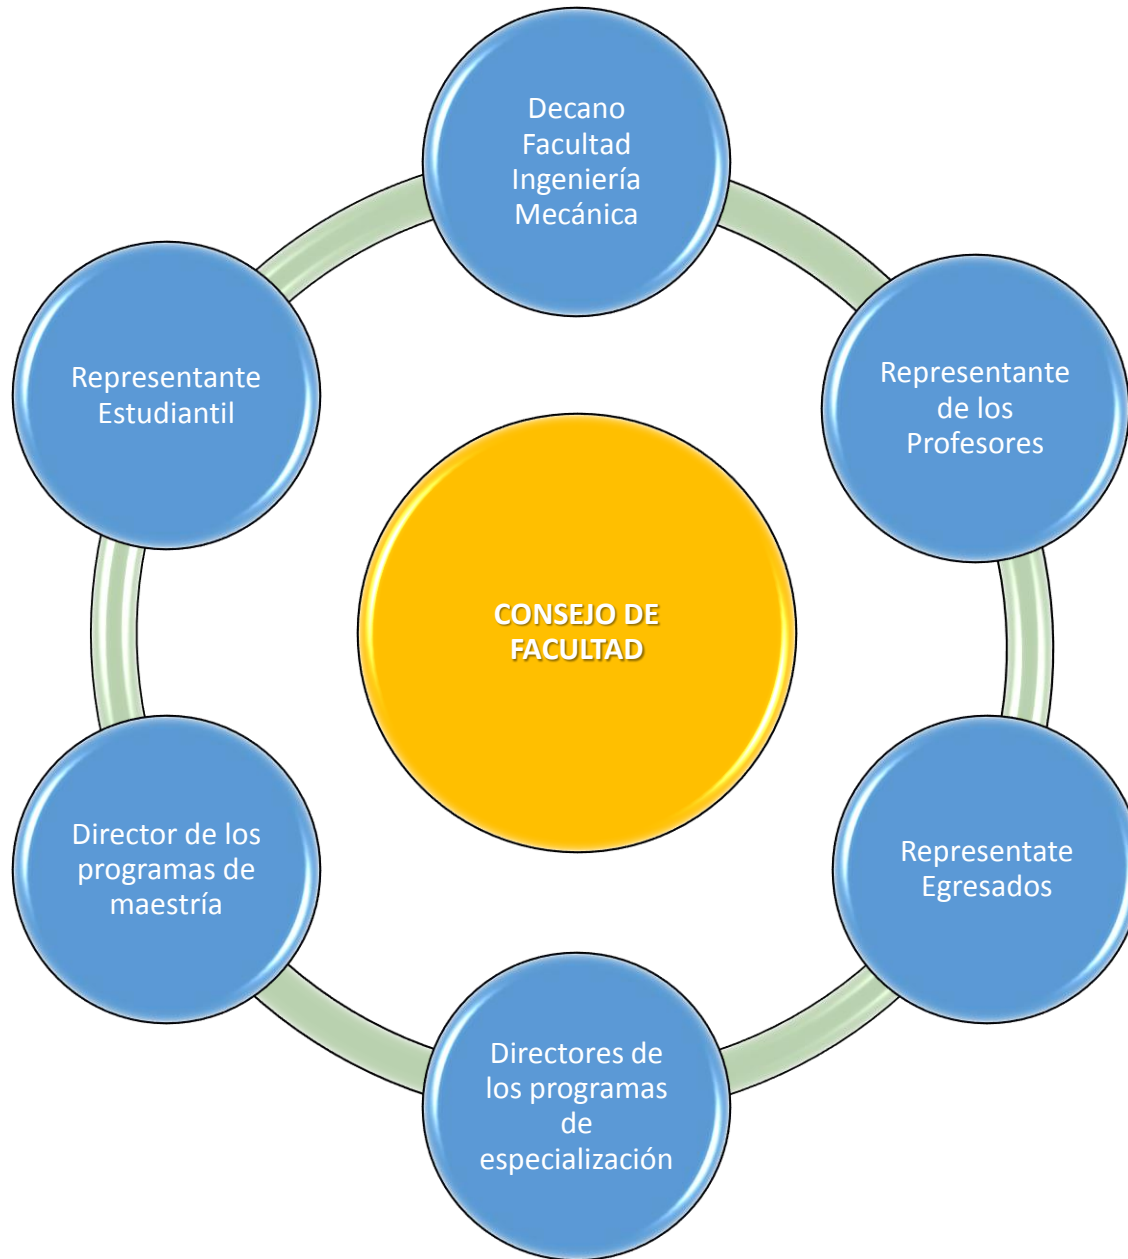 Decano
Facultad
Ingeniería
Mecánica
Representante
de los
Profesores
Representate
Egresados
Directores de
los programas
de
especialización
Director de los
programas de
maestría
Representante
Estudiantil
CONSEJO DE
FACULTAD